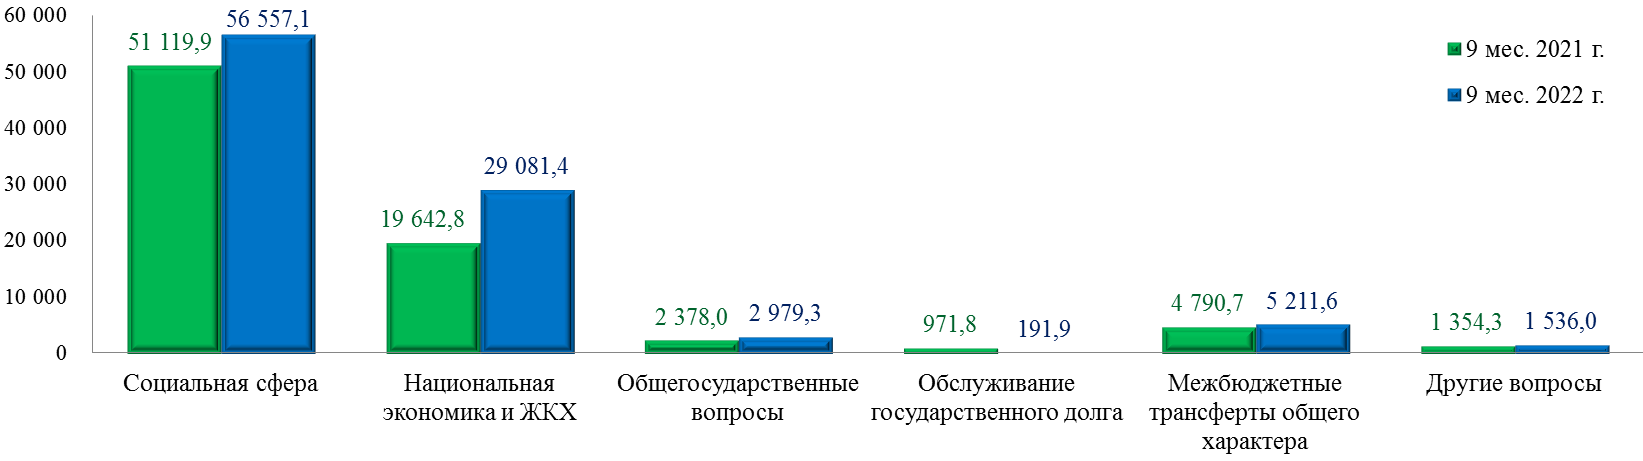 60 000
50 000
40 000
30 000
20 000
10 000
0
51 119,9
56 557,1
19 642,8
29 081,4
2 378,0
2 979,3
971,8
191,9
4 790,7
5 211,6
1 354,3
1 536,0
9 мес. 2021 г.
9 мес. 2022 г.
Социальная сфера
Национальная
экономика и ЖКХ
Общегосударственные
вопросы
Обслуживание
государственного долга
Межбюджетные
трансферты общего
характера
Другие вопросы